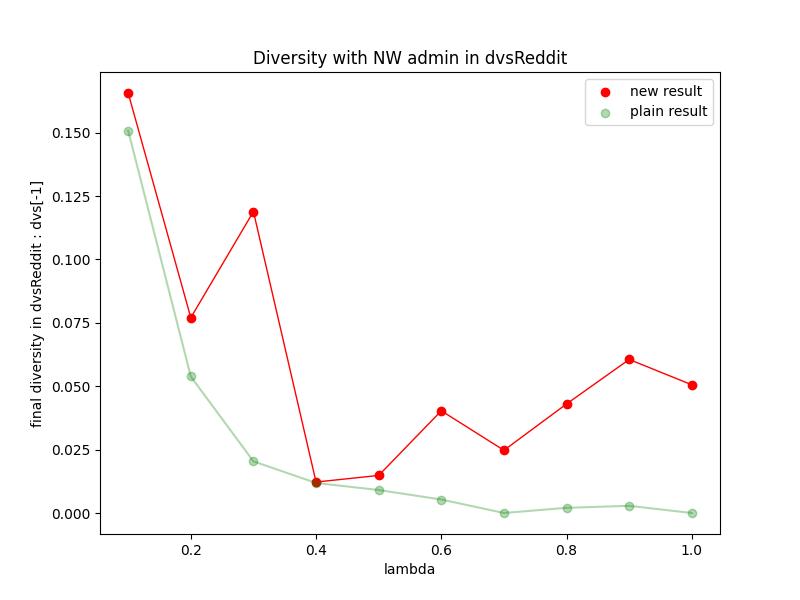 Diversity with NW admin in dvsReddit
new result
plain result
final diversity in dvsReddit : dvs[-1]
0.150
0.125
0.100
0.075
0.050
0.025
0.000
0.2
0.4
0.6
0.8
1.0
lambda